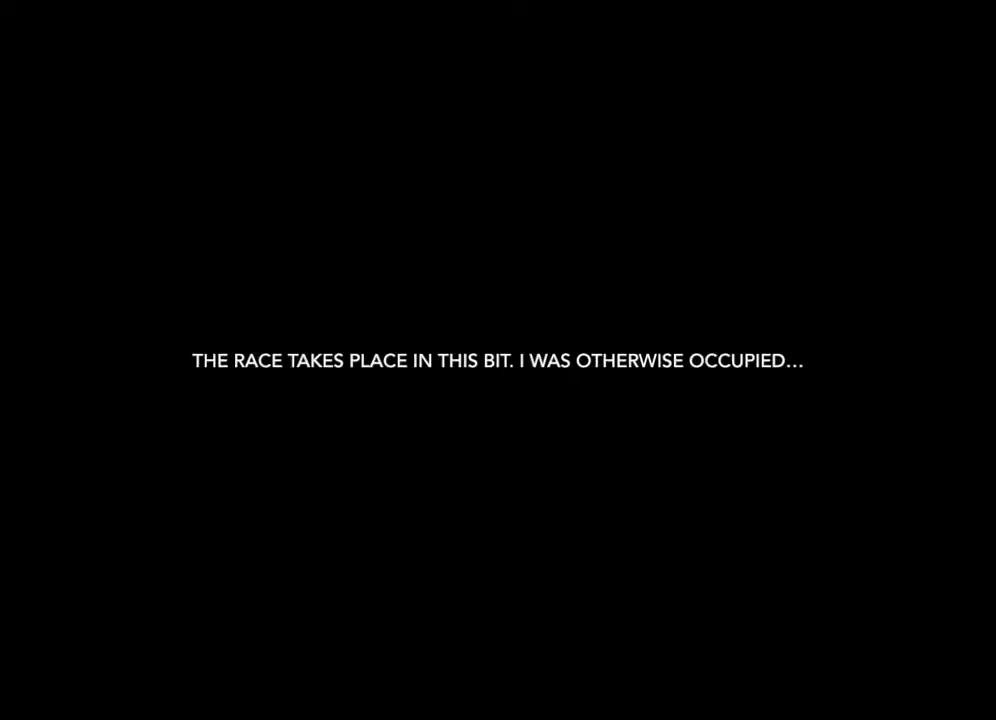 THE RACE TAKES PLACE IN THIS BIT. I WAS OTHERWISE OCCUPIED…